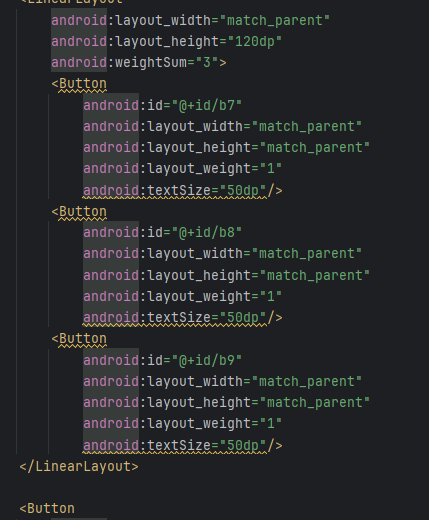 <LinearLayout
android:layout_width="match_parent"
android:layout_height="120dp"
android:weightSum="3">
<Button
android:id="@+id/b7"
android:layout_width="match_parent"
android:layout_height="match_parent"
android:layout_weight="1"
android:textSize="50dp"/>
<Button
android:id="@+id/b8"
android:layout_width="match_parent"
android:layout_height="match_parent"
android:layout_weight="1"
android:textSize="50dp"/>
<Button
android:id="@+id/b9"
android:layout_width="match_parent"
android:layout_height="match_parent"
android:layout_weight="1"
android:textSize="50dp"/>
</LinearLayout>
<Button